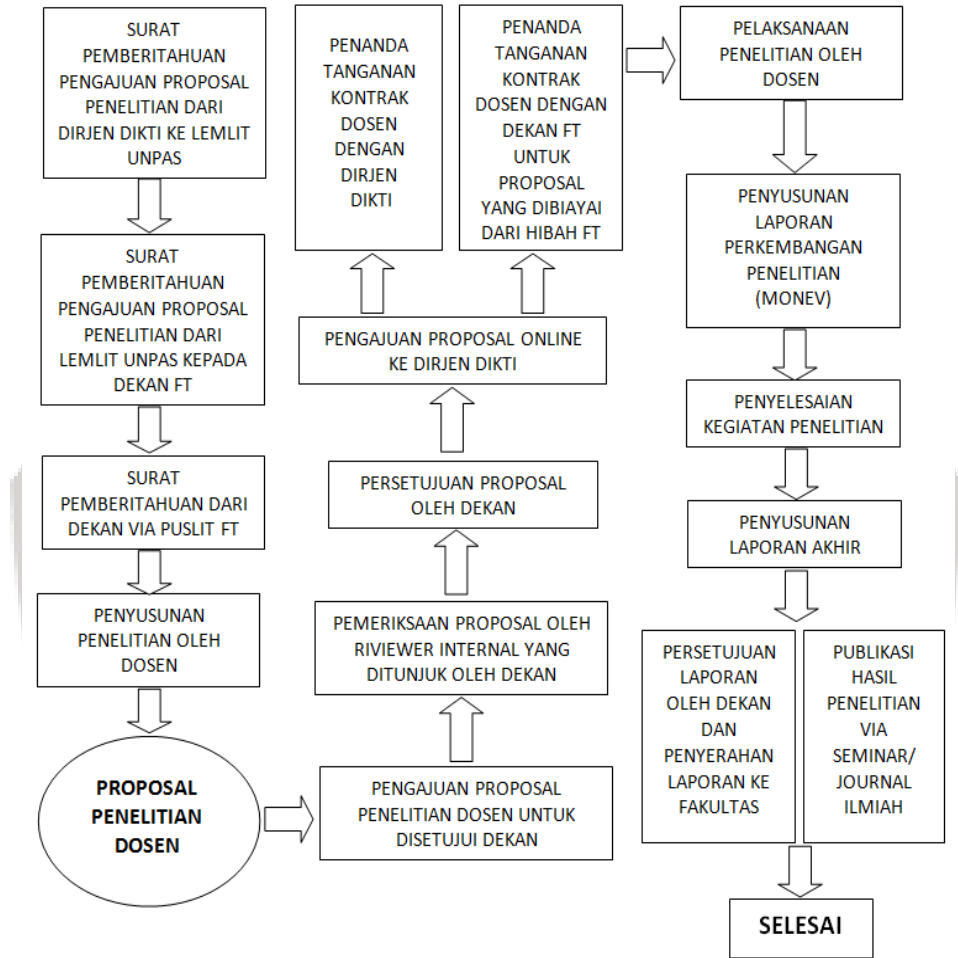 SURAT
PEMBERITAHUAN
PENGAJUAN PROPOSAL
PENELITIAN DARI
DIRJEN DIKTI KE LEMLIT
UNPAS
SURAT
PEMBERITAHUAN
PENGAJUAN PROPOSAL
PENELITIAN DARI
LEMLIT UNPAS KEPADA
DEKAN FT
SURAT
PEMBERITAHUAN DARI
DEKAN VIA PUSLIT FT
PENYUSUNAN
PENELITIAN OLEH
DOSEN
PROPOSAL
PENELITIAN
DOSEN
PENGAJUAN PROPOSAL
PENELITIAN DOSEN UNTUK
DISETUJUI DEKAN
PEMERIKSAAN PROPOSAL OLEH
RIVIEWER INTERNAL YANG
DITUNJUK OLEH DEKAN
PERSETUJUAN PROPOSAL
OLEH DEKAN
PENGAJUAN PROPOSAL ONLINE
KE DIRJEN DIKTI
PENANDA
TANGANAN
KONTRAK
DOSEN
DENGAN
DIRJEN
DIKTI
PENANDA
TANGANAN
KONTRAK
DOSEN DENGAN
DEKAN FT
UNTUK
PROPOSAL
YANG DIBIAYAI
DARI HIBAH FT
PELAKSANAAN
PENELITIAN OLEH
DOSEN
PENYUSUNAN
LAPORAN
PERKEMBANGAN
PENELITIAN
(MONEV)
PENYELESAIAN
KEGIATAN PENELITIAN
PENYUSUNAN
LAPORAN AKHIR
PERSETUJUAN
LAPORAN
OLEH DEKAN
DAN
PENYERAHAN
LAPORAN KE
FAKULTAS
PUBLIKASI
HASIL
PENELITIAN
VIA
SEMINAR/
JOURNAL
ILMIAH
SELESAI